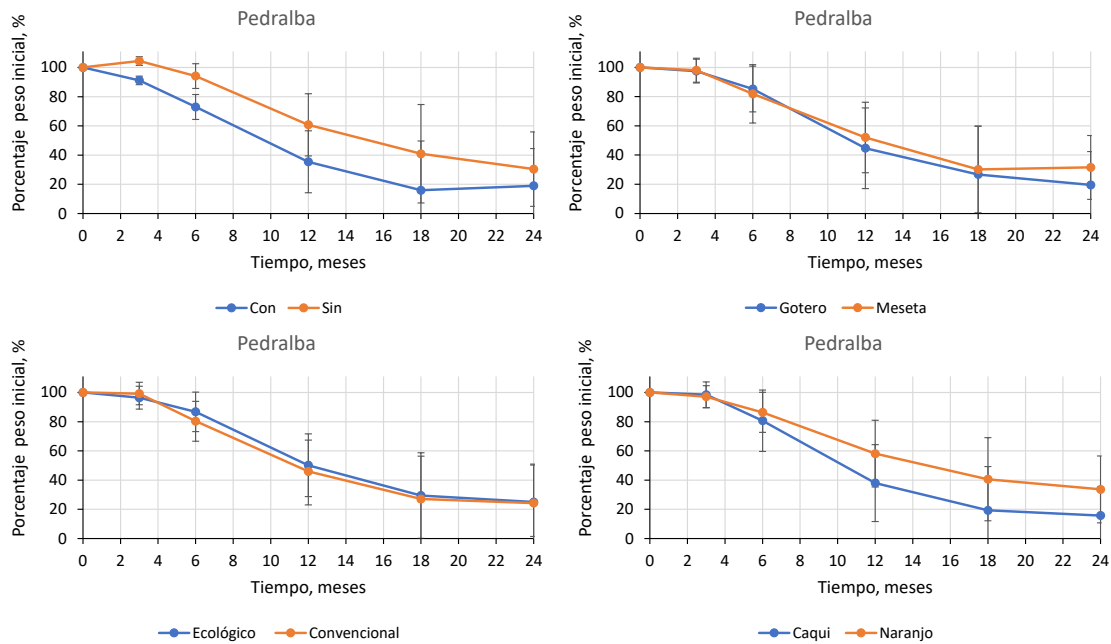 Pedralba
Porcentaje peso inicial, %
100
80
60
40
20
0
0 2 4 6 8 10 12 14 16 18 20 22 24
Tiempo, meses
Con Sin
Pedralba
Porcentaje peso inicial, %
100
80
60
40
20
0
0 2 4 6 8 10 12 14 16 18 20 22 24
Tiempo, meses
Gotero Meseta
Pedralba
Porcentaje peso inicial, %
100
80
60
40
20
0
0 2 4 6 8 10 12 14 16 18 20 22 24
Tiempo, meses
Ecológico Convencional
Pedralba
Porcentaje peso inicial, %
100
80
60
40
20
0
0 2 4 6 8 10 12 14 16 18 20 22 24
Tiempo, meses
Caqui Naranjo